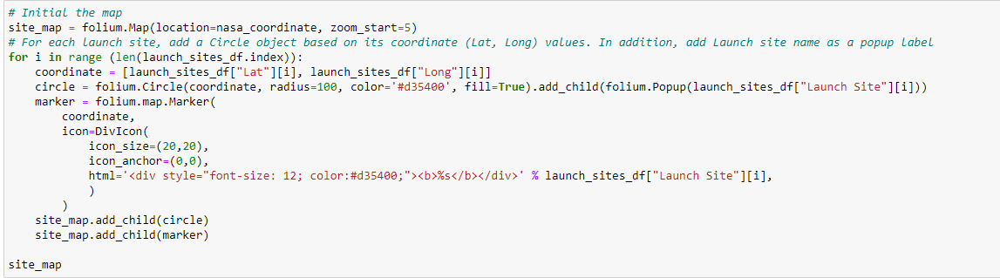 # Initial the map
site_map = folium.Map(location=nasa_coordinate, zoom_start=5)
# For each launch site, add a Circle object based on its coordinate (Lat, Long) values. In addition, add Launch site name as a popup label
for i in range (len(launch_sites_df.index)):
    coordinate = [launch_sites_df["Lat"][i], launch_sites_df["Long"][i]]
    circle = folium.Circle(coordinate, radius=100, color='#d35400', fill=True).add_child(folium.Popup(launch_sites_df["Launch Site"][i]))
    marker = folium.map.Marker(
        coordinate,
        icon=DivIcon(
            icon_size=(20,20),
            icon_anchor=(0,0),
            html='<div style="font-size: 12; color:#d35400;"><b>%s</b></div>' % launch_sites_df["Launch Site"][i],
            )
        )
    site_map.add_child(circle)
    site_map.add_child(marker)
site_map